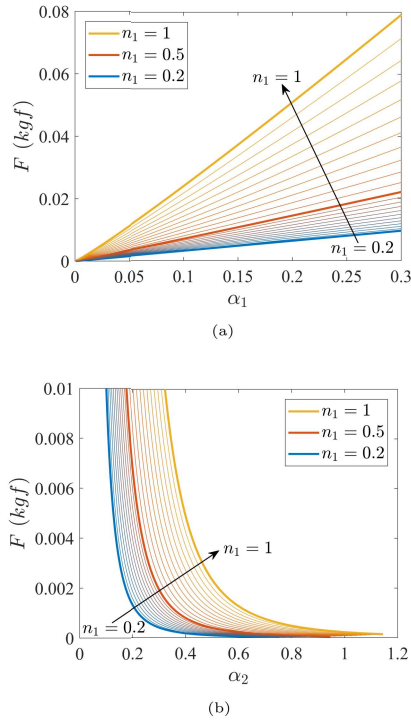 0.08
0.06
0.04
0.02
0
F (kgf)
n₁ = 1
n₁ = 0.5
n₁ = 0.2
n₁ = 1
n₁ = 0.2
0 0.05 0.1 0.15 0.2 0.25 0.3
α₁
(a)
0.01
0.008
0.006
0.004
0.002
0
F (kgf)
n₁ = 1
n₁ = 0.5
n₁ = 0.2
n₁ = 1
n₁ = 0.2
0 0.2 0.4 0.6 0.8 1 1.2
α₂
(b)